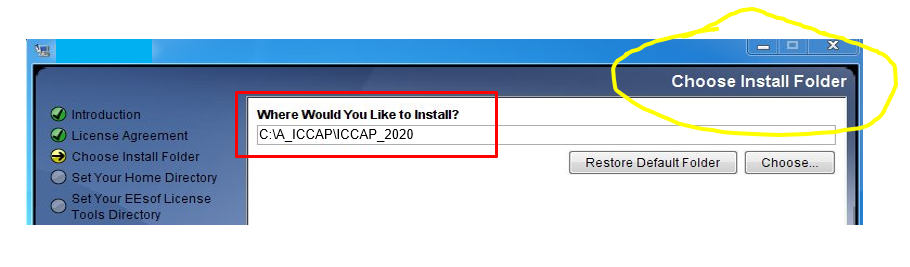 Choose Install Folder
Introduction
License Agreement
Choose Install Folder
Set Your Home Directory
Set Your EEsof License
Tools Directory
Where Would You Like to Install?
C:\A_ICCAP\ICCAP_2020
Restore Default Folder
Choose...